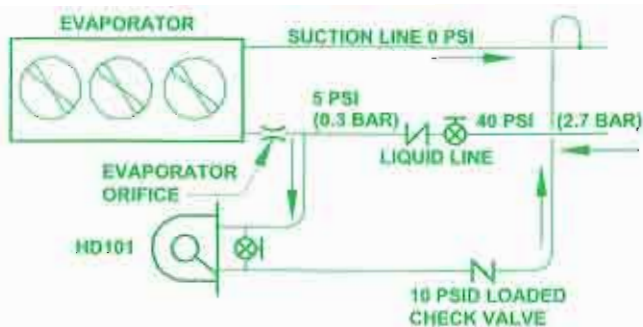 EVAPORATOR
SUCTION LINE 0 PSI
5 PSI
(0.3 BAR)
40 PSI
(2.7 BAR)
LIQUID LINE
EVAPORATOR
ORIFICE
HD101
10 PSID LOADED
CHECK VALVE